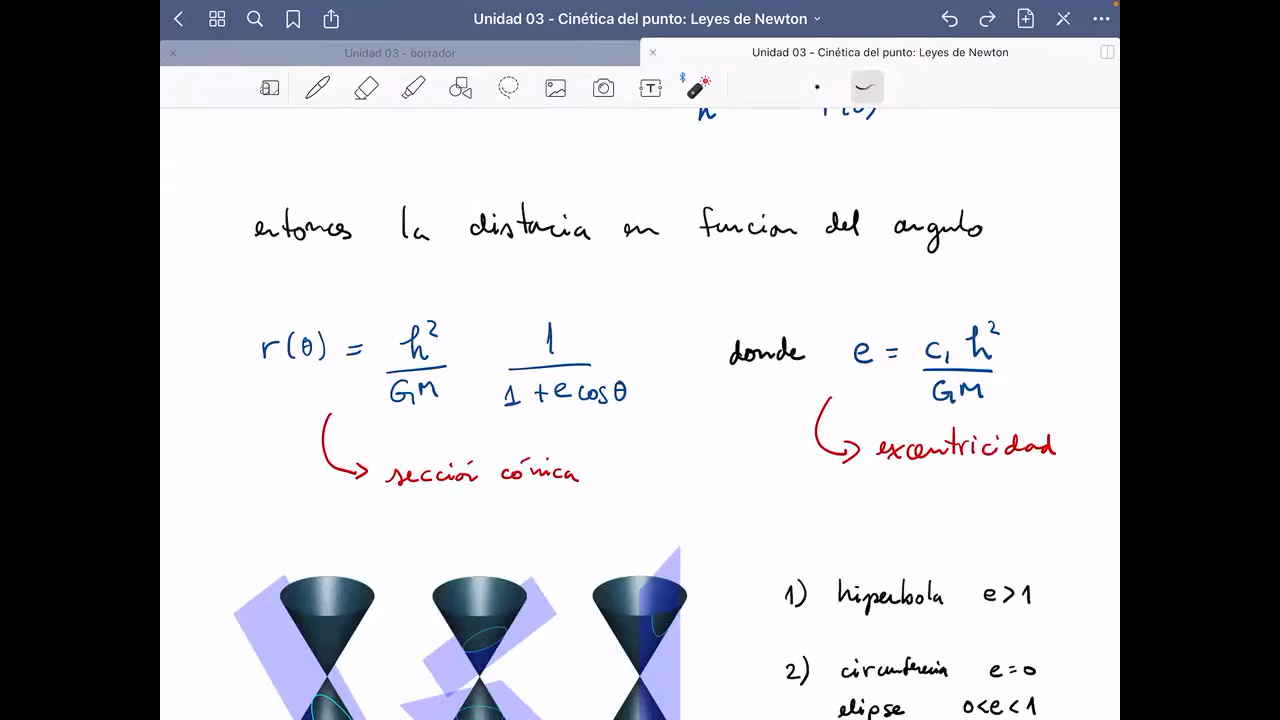 Unidad 03 - Cinética del punto: Leyes de Newton
Unidad 03 - borrador
Unidad 03 - Cinética del punto: Leyes de Newton
T
entonces la distacia en funcion del angulo
r(θ) = h² / GM 1 / 1 + e cos θ donde e = c₁ h² / GM
sección cónica
excentricidad
1) hiperbola e > 1
2) circunferencia e = 0
elipse 0 < e < 1